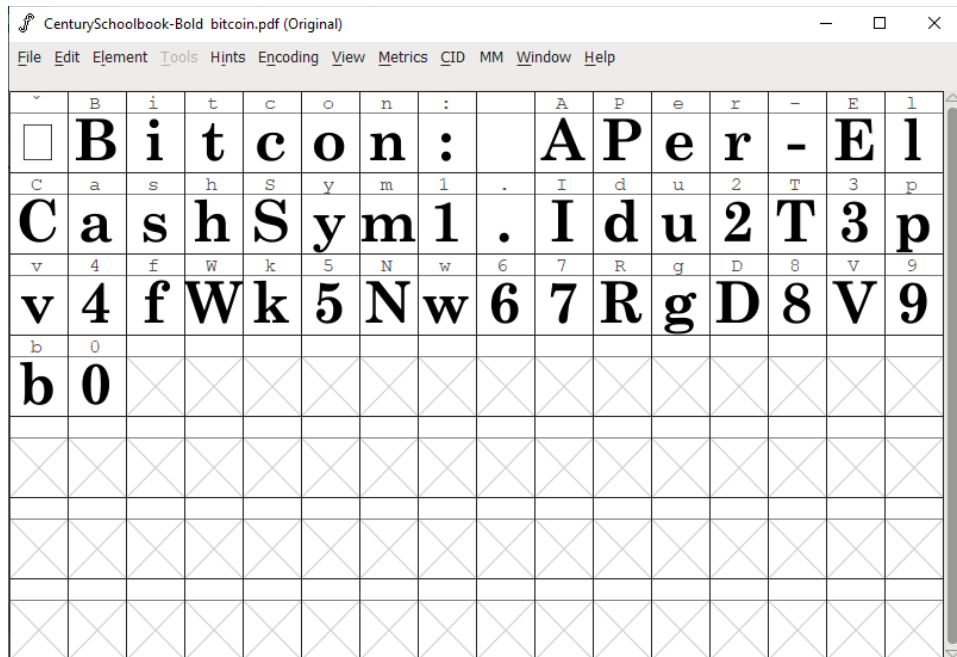 CenturySchoolbook-Bold bitcoin.pdf (Original)
File Edit Element Tools Hints Encoding View Metrics CID MM Window Help
ˇ B i t c o n : A P e r - E l
B i t c o n : A P e r - E l
C a s h S y m 1 . I d u 2 T 3 p
C a s h S y m 1 . I d u 2 T 3 p
v 4 f W k 5 N w 6 7 R g D 8 V 9
v 4 f W k 5 N w 6 7 R g D 8 V 9
b 0
b 0